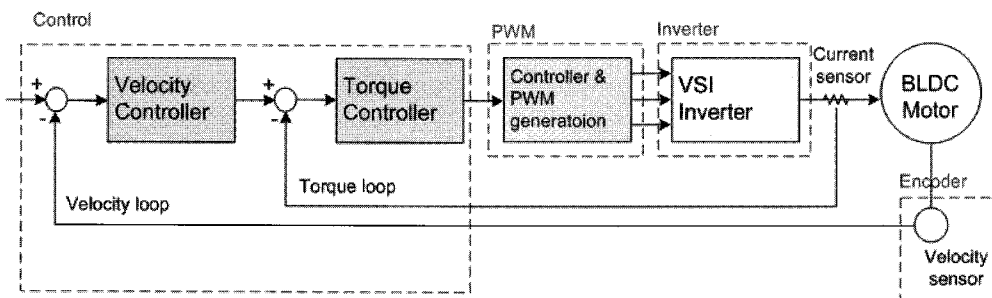 Control
PWM
Inverter
Current
sensor
+
-
Velocity
Controller
+
-
Torque
Controller
Controller &
PWM
generatoion
VSI
Inverter
BLDC
Motor
Velocity loop
Torque loop
Encoder
Velocity
sensor